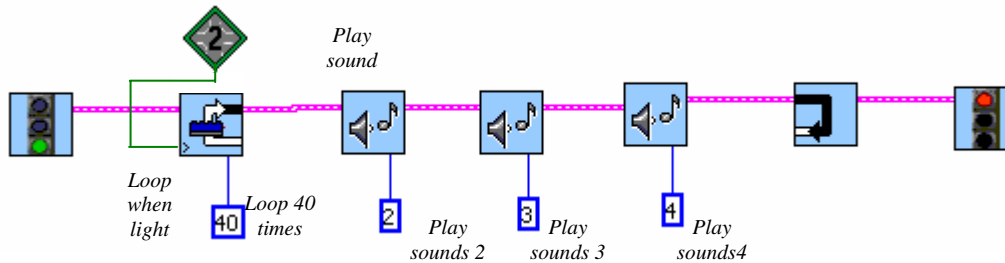 2
Play
sound
Loop
when
light
>
40
Loop 40
times
2
Play
sounds 2
3
Play
sounds 3
4
Play
sounds4